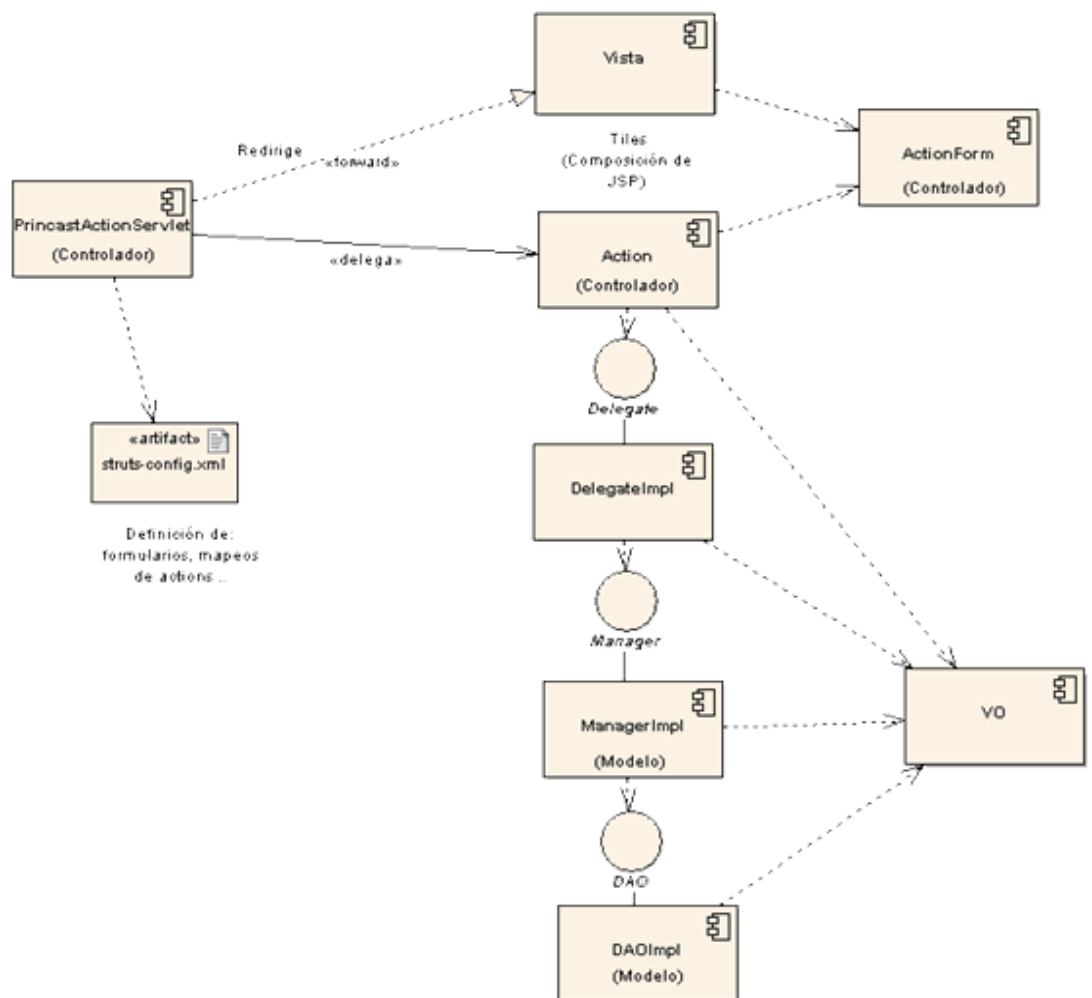 Vista
Tiles
(Composición de
JSP)
ActionForm
(Controlador)
Redirige
«forward»
PrincastActionServlet
(Controlador)
«delega»
Action
(Controlador)
Delegate
«artifact»
struts-config.xml
Definición de:
formularios, mapeos
de actions...
DelegateImpl
Manager
ManagerImpl
(Modelo)
VO
DAO
DAOImpl
(Modelo)